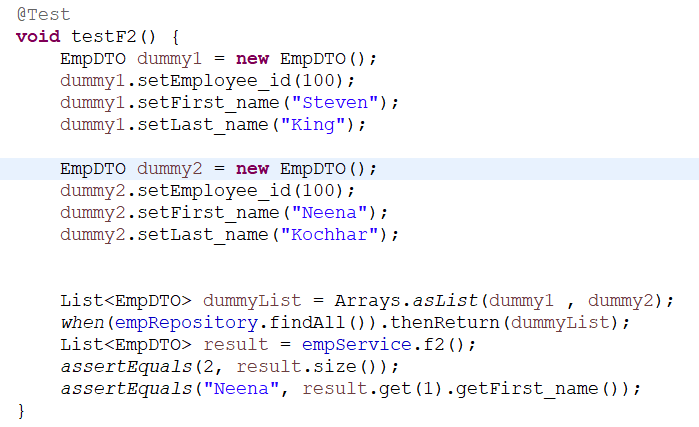 @Test
void testF2() {
    EmpDTO dummy1 = new EmpDTO();
    dummy1.setEmployee_id(100);
    dummy1.setFirst_name("Steven");
    dummy1.setLast_name("King");

    EmpDTO dummy2 = new EmpDTO();
    dummy2.setEmployee_id(100);
    dummy2.setFirst_name("Neena");
    dummy2.setLast_name("Kochhar");


    List<EmpDTO> dummyList = Arrays.asList(dummy1 , dummy2);
    when(empRepository.findAll()).thenReturn(dummyList);
    List<EmpDTO> result = empService.f2();
    assertEquals(2, result.size());
    assertEquals("Neena", result.get(1).getFirst_name());
}